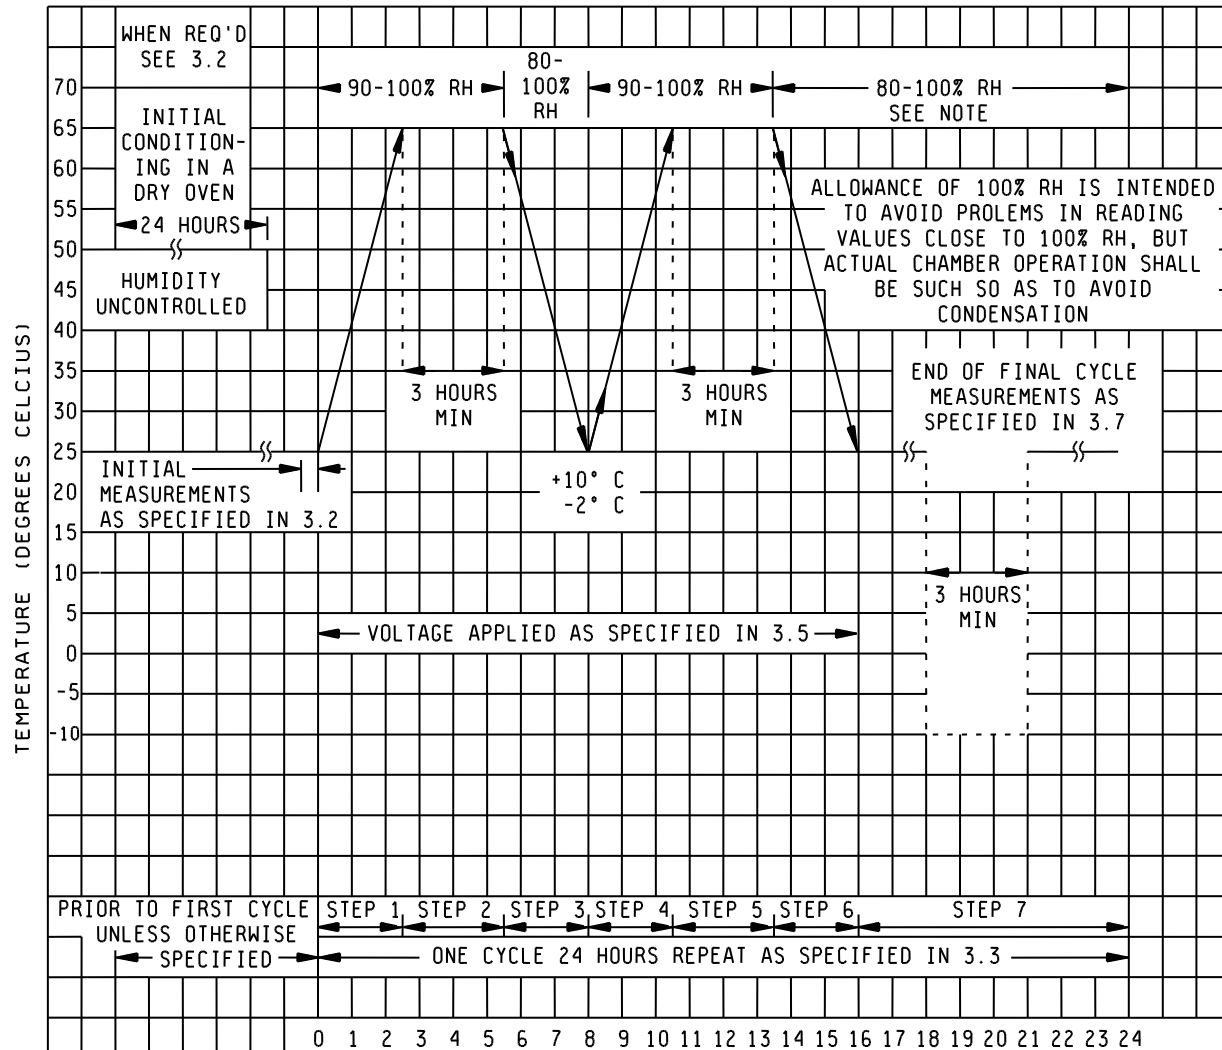 WHEN REQ'D
SEE 3.2
INITIAL
CONDITION-
ING IN A
DRY OVEN
24 HOURS
HUMIDITY
UNCONTROLLED
90-100% RH
80-
100%
RH
90-100% RH
80-100% RH
SEE NOTE
ALLOWANCE OF 100% RH IS INTENDED
TO AVOID PROLEMS IN READING
VALUES CLOSE TO 100% RH, BUT
ACTUAL CHAMBER OPERATION SHALL
BE SUCH SO AS TO AVOID
CONDENSATION
3 HOURS
MIN
3 HOURS
MIN
END OF FINAL CYCLE
MEASUREMENTS AS
SPECIFIED IN 3.7
INITIAL
MEASUREMENTS
AS SPECIFIED IN 3.2
+10° C
-2° C
3 HOURS
MIN
VOLTAGE APPLIED AS SPECIFIED IN 3.5
TEMPERATURE (DEGREES CELCIUS)
70
65
60
55
50
45
40
35
30
25
20
15
10
5
0
-5
-10
PRIOR TO FIRST CYCLE
UNLESS OTHERWISE
SPECIFIED
STEP 1 STEP 2 STEP 3 STEP 4 STEP 5 STEP 6 STEP 7
ONE CYCLE 24 HOURS REPEAT AS SPECIFIED IN 3.3
0 1 2 3 4 5 6 7 8 9 10 11 12 13 14 15 16 17 18 19 20 21 22 23 24